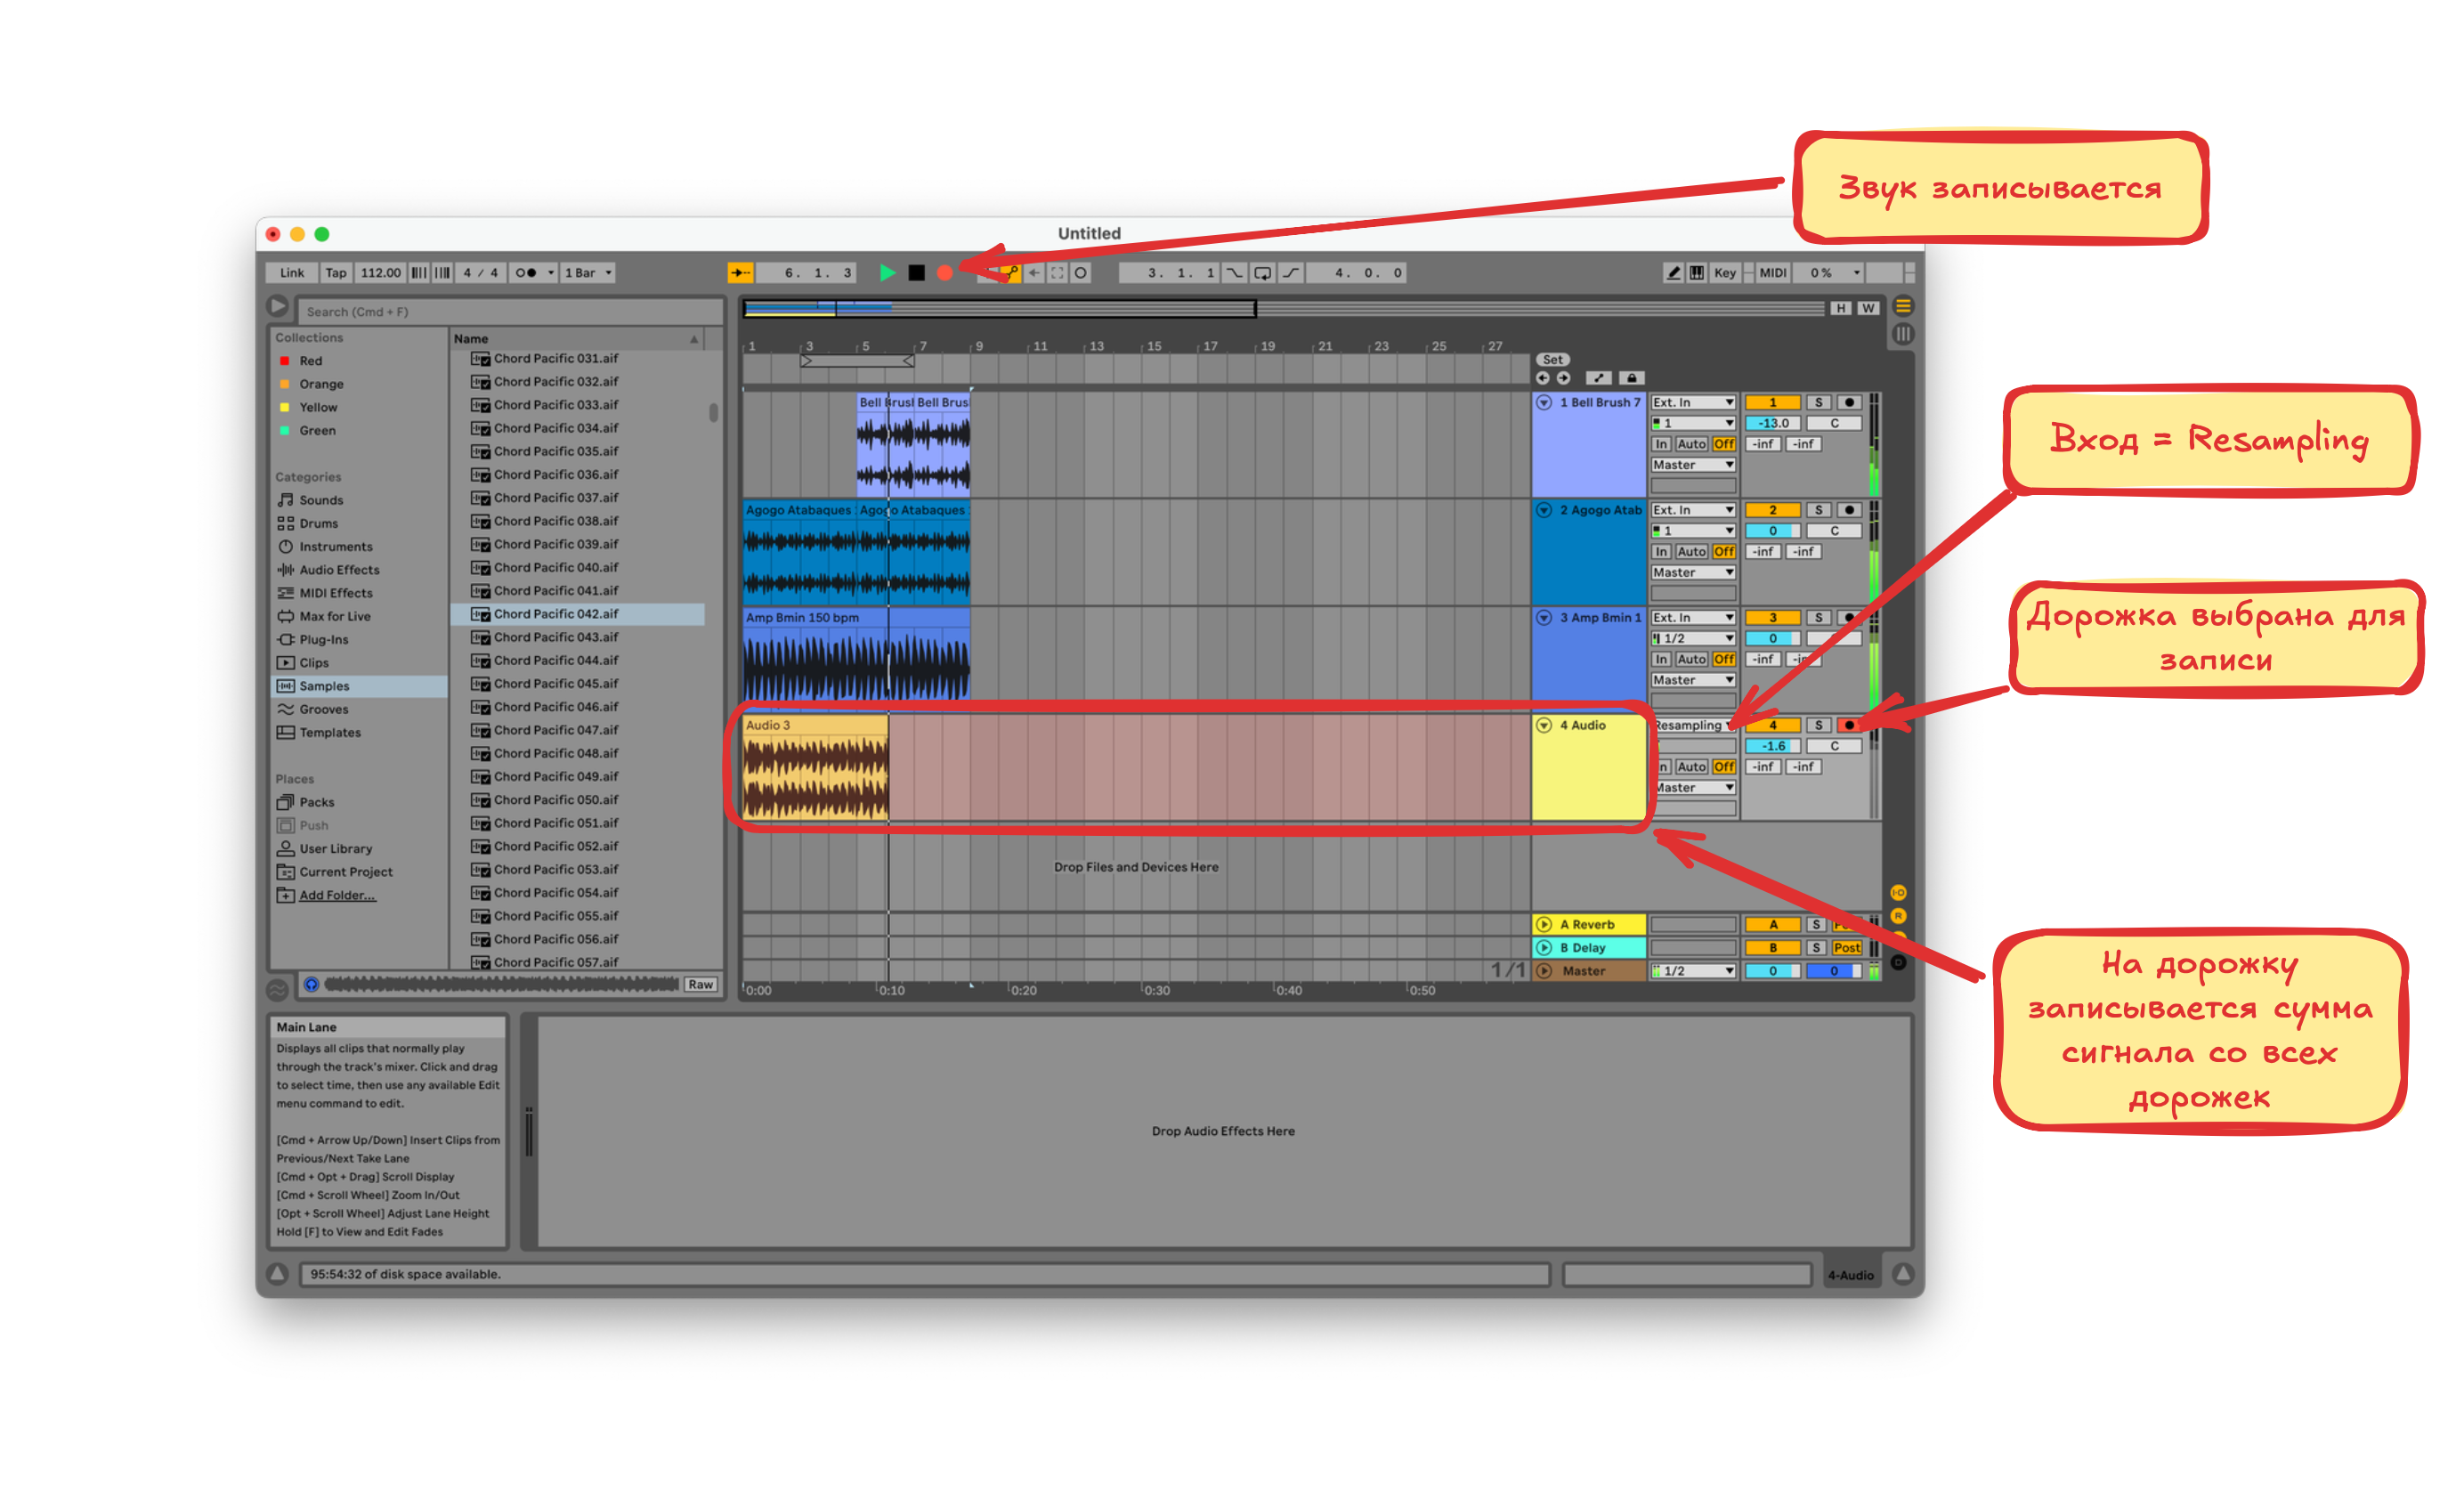 Звук записывается
Untitled
Link Tap 112.00 4 / 4 1 Bar
6. 1. 3
3. 1. 1
4. 0. 0
Key MIDI 0 %
Search (Cmd + F)
H W
Collections
Red
Orange
Yellow
Green
Categories
Sounds
Drums
Instruments
Audio Effects
MIDI Effects
Max for Live
Plug-Ins
Clips
Samples
Grooves
Templates
Places
Packs
Push
User Library
Current Project
Add Folder...
Name
Chord Pacific 031.aif
Chord Pacific 032.aif
Chord Pacific 033.aif
Chord Pacific 034.aif
Chord Pacific 035.aif
Chord Pacific 036.aif
Chord Pacific 037.aif
Chord Pacific 038.aif
Chord Pacific 039.aif
Chord Pacific 040.aif
Chord Pacific 041.aif
Chord Pacific 042.aif
Chord Pacific 043.aif
Chord Pacific 044.aif
Chord Pacific 045.aif
Chord Pacific 046.aif
Chord Pacific 047.aif
Chord Pacific 048.aif
Chord Pacific 049.aif
Chord Pacific 050.aif
Chord Pacific 051.aif
Chord Pacific 052.aif
Chord Pacific 053.aif
Chord Pacific 054.aif
Chord Pacific 055.aif
Chord Pacific 056.aif
Chord Pacific 057.aif
Raw
1 3 5 7 9 11 13 15 17 19 21 23 25 27
Set
Bell Brush Bell Brus
1 Bell Brush 7 Ext. In 1 S
1 -13.0 C
In Auto Off -inf -inf
Master
Agogo Atabaques Agogo Atabaques
2 Agogo Atab Ext. In 2 S
1 0 C
In Auto Off -inf -inf
Master
Amp Bmin 150 bpm
3 Amp Bmin 1 Ext. In 3 S
1/2 0
In Auto Off -inf -inf
Master
Audio 3
4 Audio Resampling 4 S
-1.6 C
In Auto Off -inf -inf
Master
Drop Files and Devices Here
A Reverb A S Post
B Delay B S Post
1/1 Master 1/2 0 0
0:00 0:10 0:20 0:30 0:40 0:50
I-O
R
D
Вход = Resampling
Дорожка выбрана для
записи
На дорожку
записывается сумма
сигнала со всех
дорожек
Main Lane
Displays all clips that normally play
through the track's mixer. Click and drag
to select time, then use any available Edit
menu command to edit.
[Cmd + Arrow Up/Down] Insert Clips from
Previous/Next Take Lane
[Cmd + Opt + Drag] Scroll Display
[Cmd + Scroll Wheel] Zoom In/Out
[Opt + Scroll Wheel] Adjust Lane Height
Hold [F] to View and Edit Fades
Drop Audio Effects Here
95:54:32 of disk space available.
4-Audio